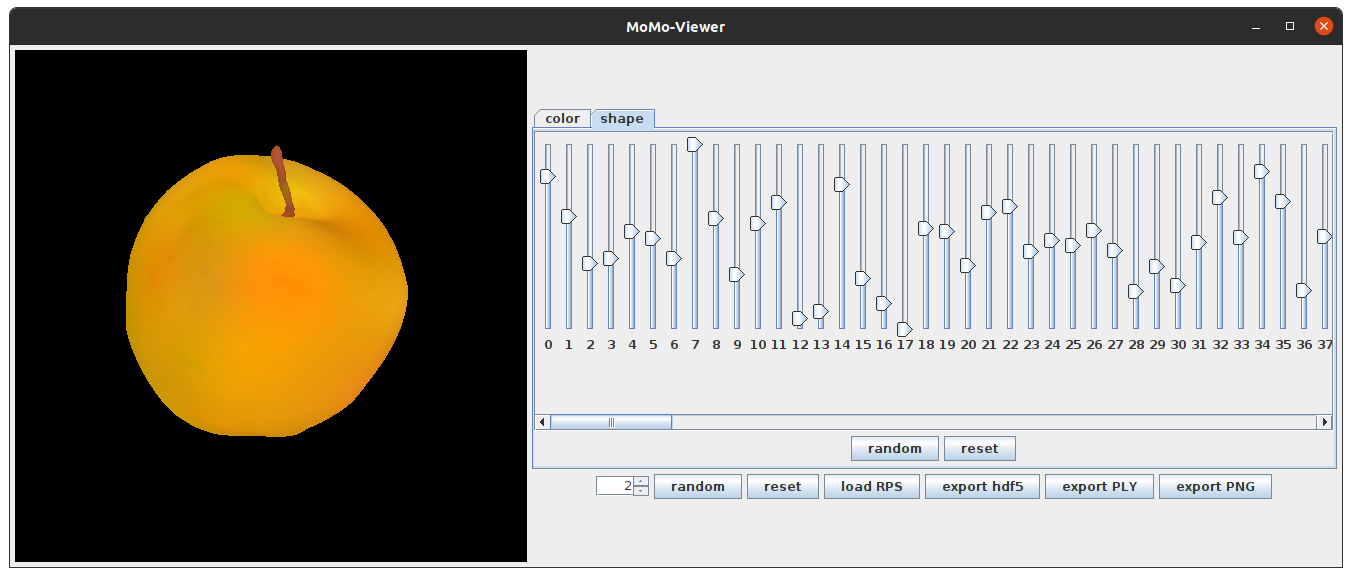 MoMo-Viewer
color shape
0 1 2 3 4 5 6 7 8 9 10 11 12 13 14 15 16 17 18 19 20 21 22 23 24 25 26 27 28 29 30 31 32 33 34 35 36 37
random reset
2 random reset load RPS export hdf5 export PLY export PNG